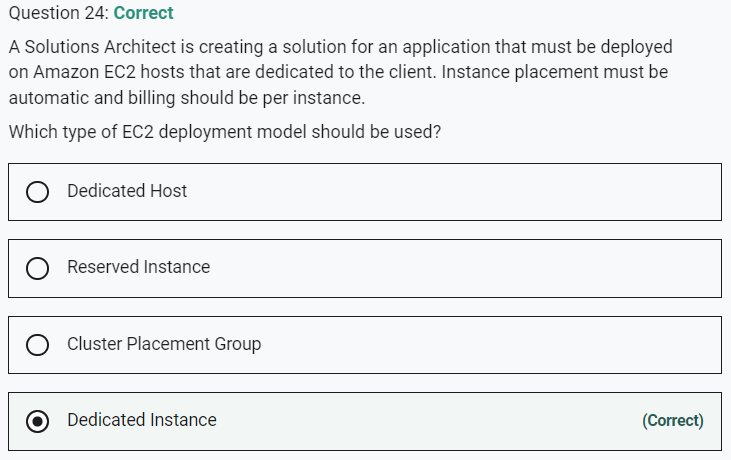 Question 24: Correct
A Solutions Architect is creating a solution for an application that must be deployed
on Amazon EC2 hosts that are dedicated to the client. Instance placement must be
automatic and billing should be per instance.
Which type of EC2 deployment model should be used?
Dedicated Host
Reserved Instance
Cluster Placement Group
Dedicated Instance (Correct)